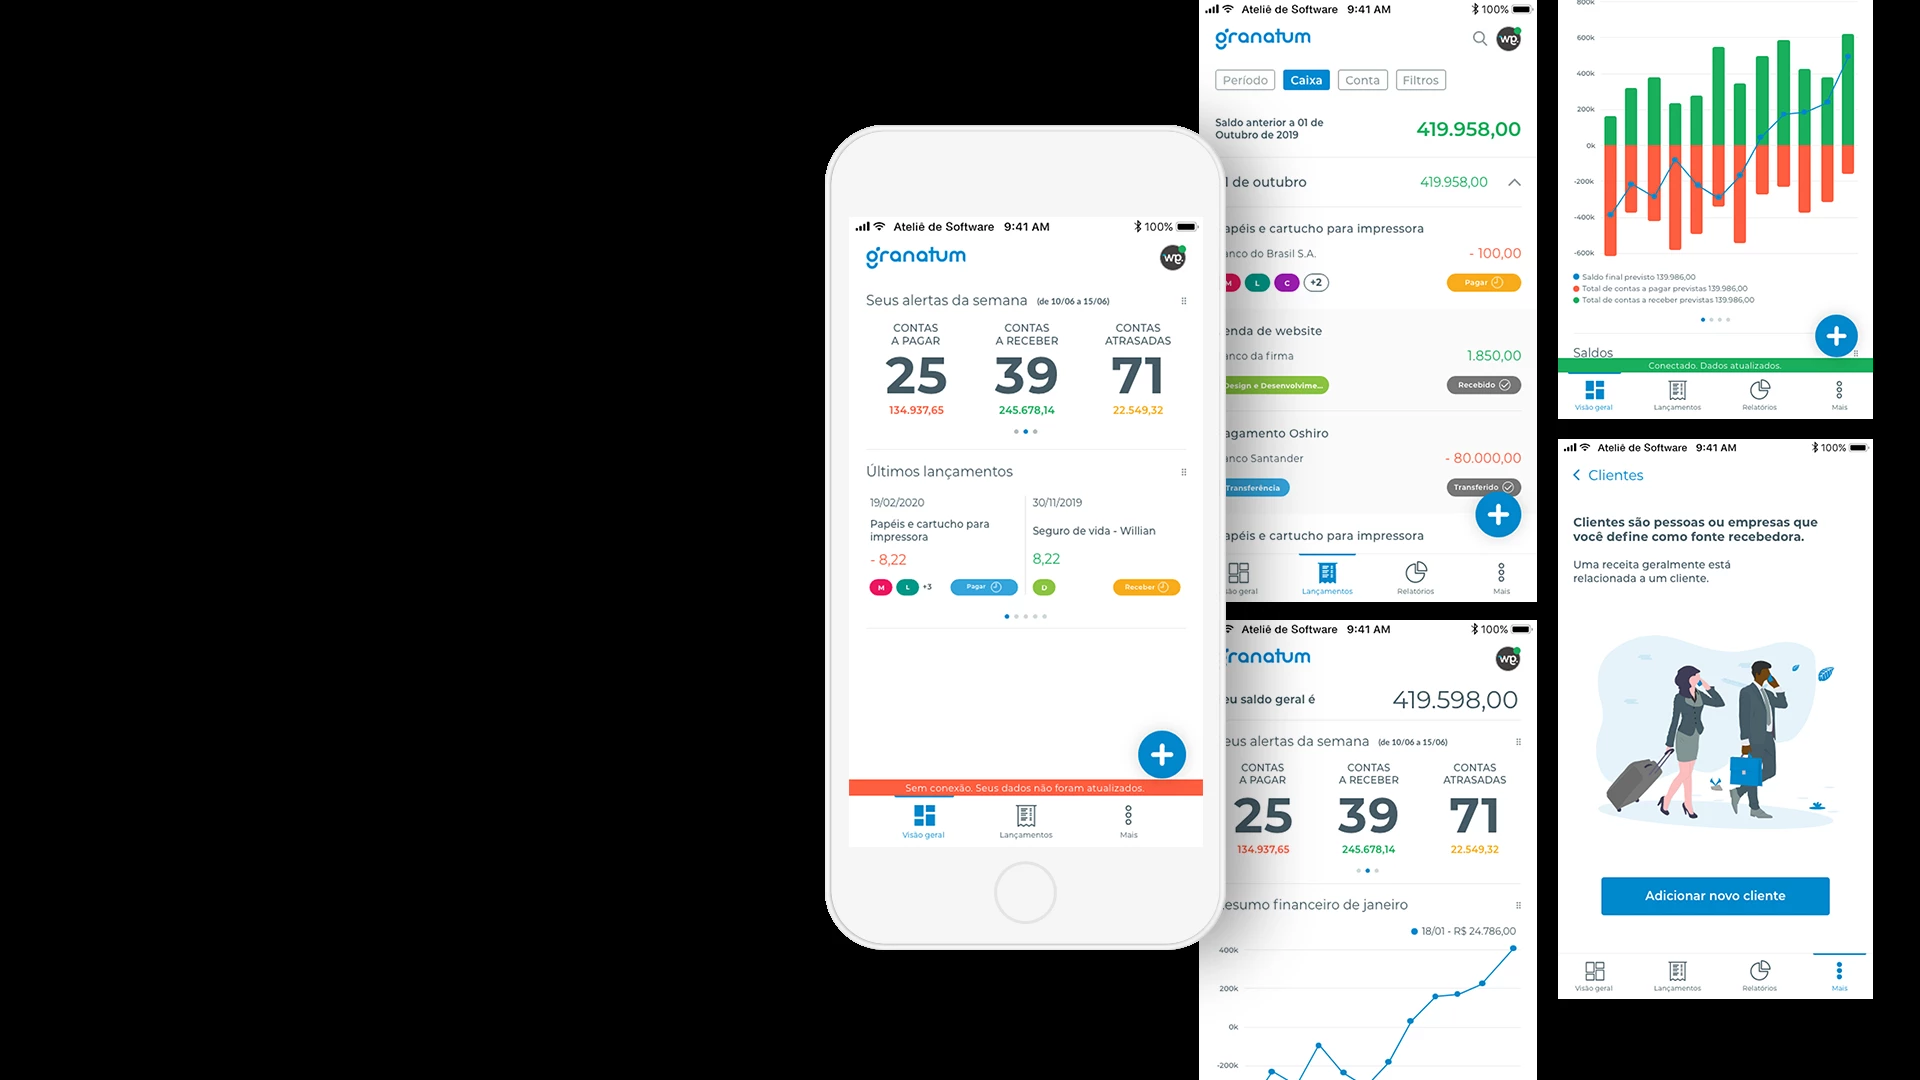 Ateliê de Software 9:41 AM 100%
granatum
wp.
Seus alertas da semana (de 10/06 a 15/06)
CONTAS A PAGAR
25
134.937,65
CONTAS A RECEBER
39
245.678,14
CONTAS ATRASADAS
71
22.549,32
Últimos lançamentos
19/02/2020
Papéis e cartucho para
impressora
- 8,22
M L +3 Pagar
30/11/2019
Seguro de vida - Willian
8,22
D Receber
Sem conexão. Seus dados não foram atualizados.
Visão geral Lançamentos Mais
Ateliê de Software 9:41 AM 100%
granatum
wp.
Período Caixa Conta Filtros
Saldo anterior a 01 de
Outubro de 2019
419.958,00
1 de outubro 419.958,00
apéis e cartucho para impressora
anco do Brasil S.A. - 100,00
M L C +2 Pagar
enda de website
anco da firma 1.850,00
Design e Desenvolvime... Recebido
agamento Oshiro
anco Santander - 80.000,00
Transferência Transferido
apéis e cartucho para impressora
ão geral Lançamentos Relatórios Mais
Ateliê de Software 9:41 AM 100%
ranatum
wp.
eu saldo geral é 419.598,00
eus alertas da semana (de 10/06 a 15/06)
CONTAS A PAGAR
25
134.937,65
CONTAS A RECEBER
39
245.678,14
CONTAS ATRASADAS
71
22.549,32
esumo financeiro de janeiro
18/01 - R$ 24.786,00
400k
200k
0k
-200k
800k
600k
400k
200k
0k
-200k
-400k
-600k
Saldo final previsto 139.986,00
Total de contas a pagar previstas 139.986,00
Total de contas a receber previstas 139.986,00
Saldos
Conectado. Dados atualizados.
Visão geral Lançamentos Relatórios Mais
Ateliê de Software 9:41 AM 100%
Clientes
Clientes são pessoas ou empresas que
você define como fonte recebedora.
Uma receita geralmente está
relacionada a um cliente.
Adicionar novo cliente
Visão geral Lançamentos Relatórios Mais